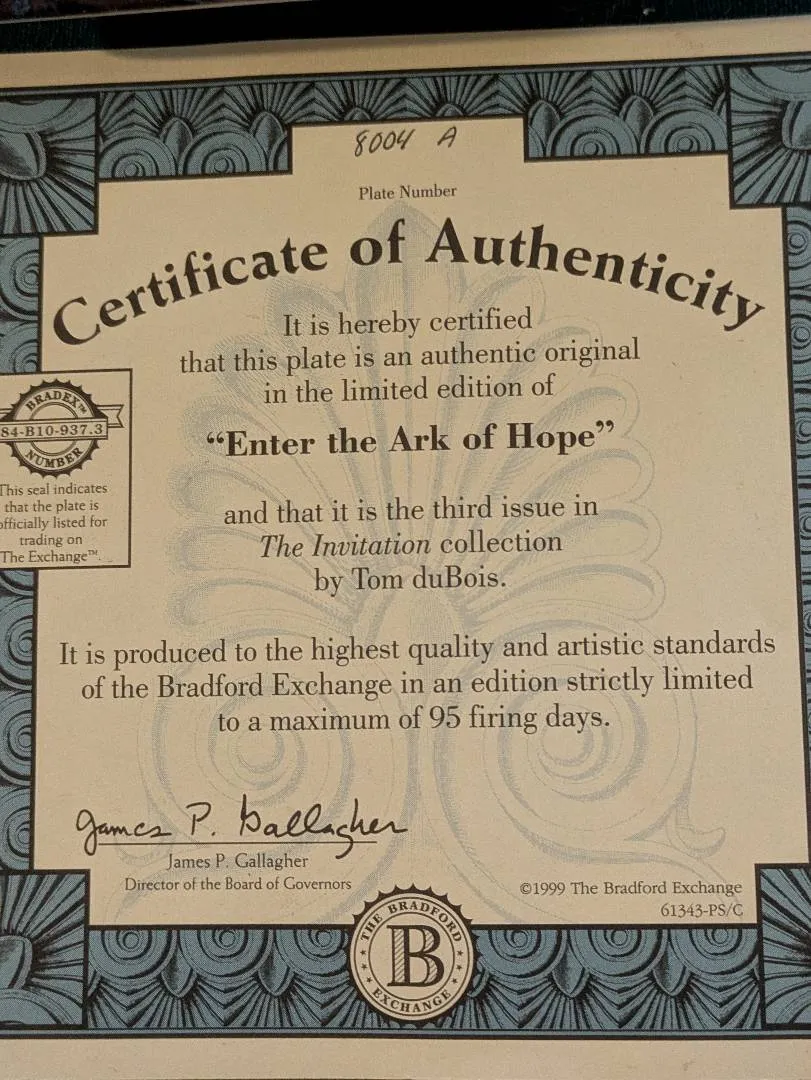 8004 A
Plate Number
Certificate of Authenticity
It is hereby certified
that this plate is an authentic original
in the limited edition of
“Enter the Ark of Hope”
and that it is the third issue in
The Invitation collection
by Tom duBois.
It is produced to the highest quality and artistic standards
of the Bradford Exchange in an edition strictly limited
to a maximum of 95 firing days.
BRADEX™
84-B10-937.3
NUMBER
This seal indicates
that the plate is
officially listed for
trading on
The Exchange™.
James P. Gallagher
James P. Gallagher
Director of the Board of Governors
©1999 The Bradford Exchange
61343-PS/C
THE BRADFORD
B
EXCHANGE